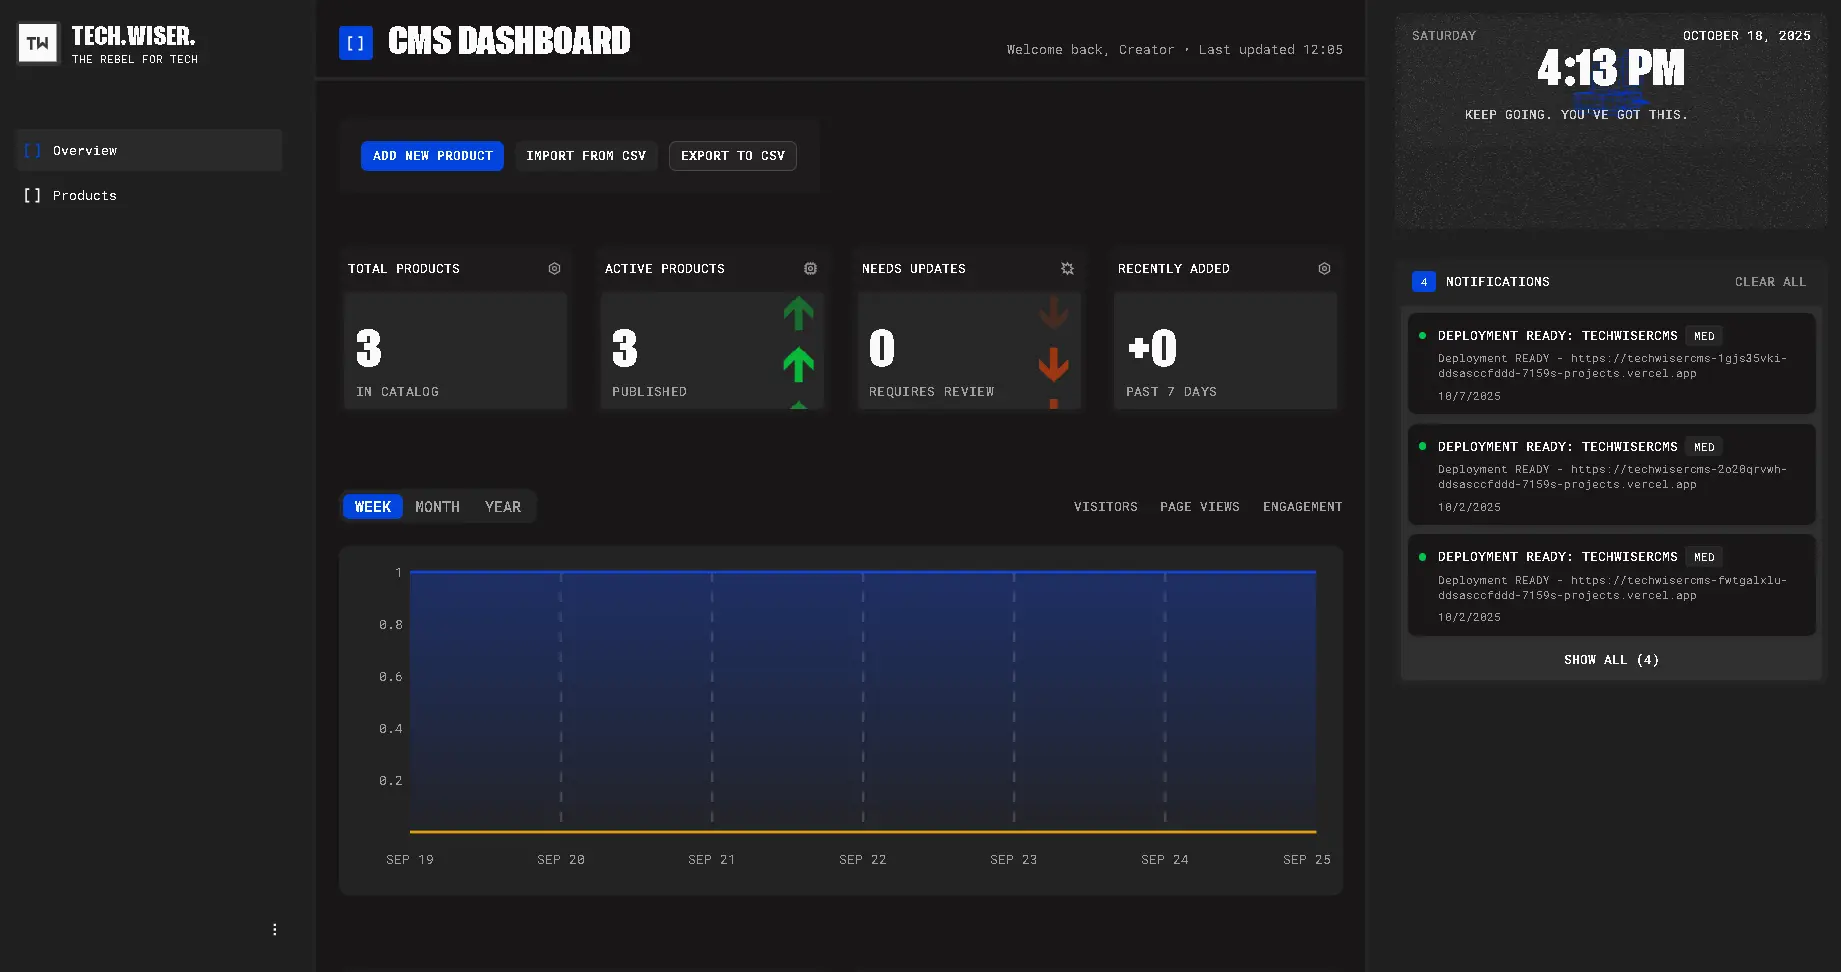 TW
TECH.WISER.
THE REBEL FOR TECH
[ ] Overview
[ ] Products
[ ] CMS DASHBOARD
Welcome back, Creator • Last updated 12:05
ADD NEW PRODUCT
IMPORT FROM CSV
EXPORT TO CSV
TOTAL PRODUCTS
3
IN CATALOG
ACTIVE PRODUCTS
3
PUBLISHED
NEEDS UPDATES
0
REQUIRES REVIEW
RECENTLY ADDED
+0
PAST 7 DAYS
WEEK MONTH YEAR
VISITORS PAGE VIEWS ENGAGEMENT
1
0.8
0.6
0.4
0.2
SEP 19 SEP 20 SEP 21 SEP 22 SEP 23 SEP 24 SEP 25
SATURDAY
OCTOBER 18, 2025
4:13 PM
KEEP GOING. YOU'VE GOT THIS.
4 NOTIFICATIONS
CLEAR ALL
DEPLOYMENT READY: TECHWISERCMS MED
Deployment READY - https://techwisercms-1gjs35vki-
ddsasccfddd-7159s-projects.vercel.app
10/7/2025
DEPLOYMENT READY: TECHWISERCMS MED
Deployment READY - https://techwisercms-2o20qrvwh-
ddsasccfddd-7159s-projects.vercel.app
10/2/2025
DEPLOYMENT READY: TECHWISERCMS MED
Deployment READY - https://techwisercms-fwtgalxlu-
ddsasccfddd-7159s-projects.vercel.app
10/2/2025
SHOW ALL (4)